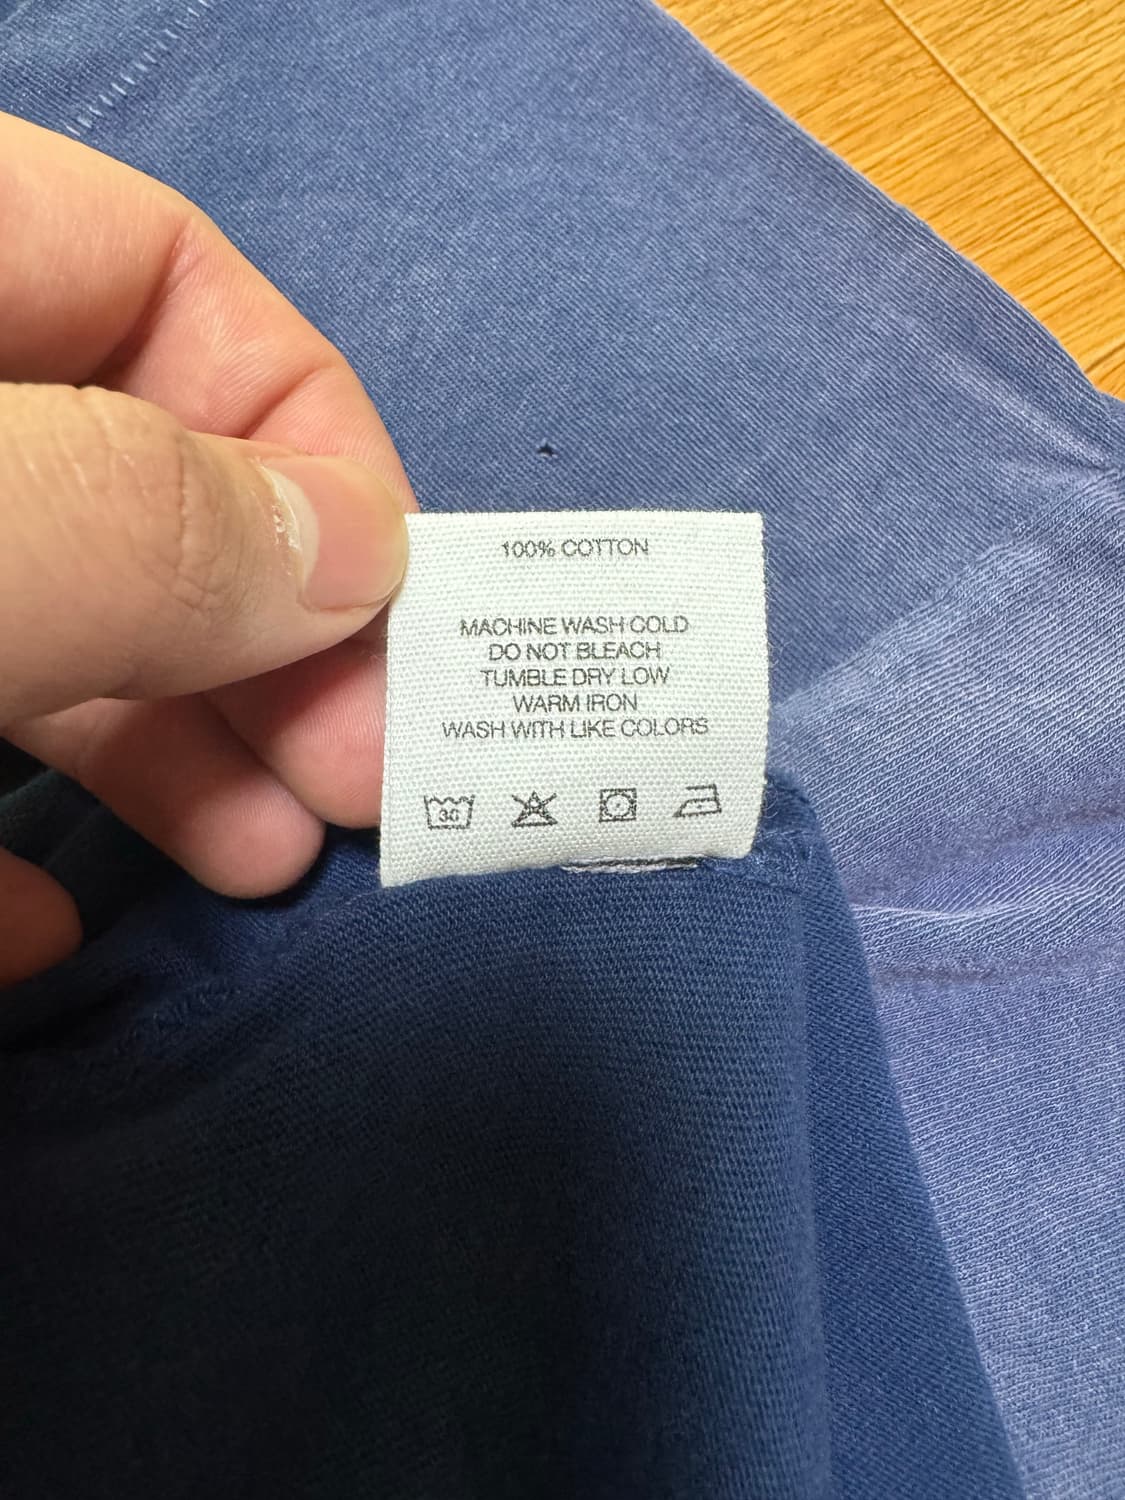 100% COTTON
MACHINE WASH COLD
DO NOT BLEACH
TUMBLE DRY LOW
WARM IRON
WASH WITH LIKE COLORS
30